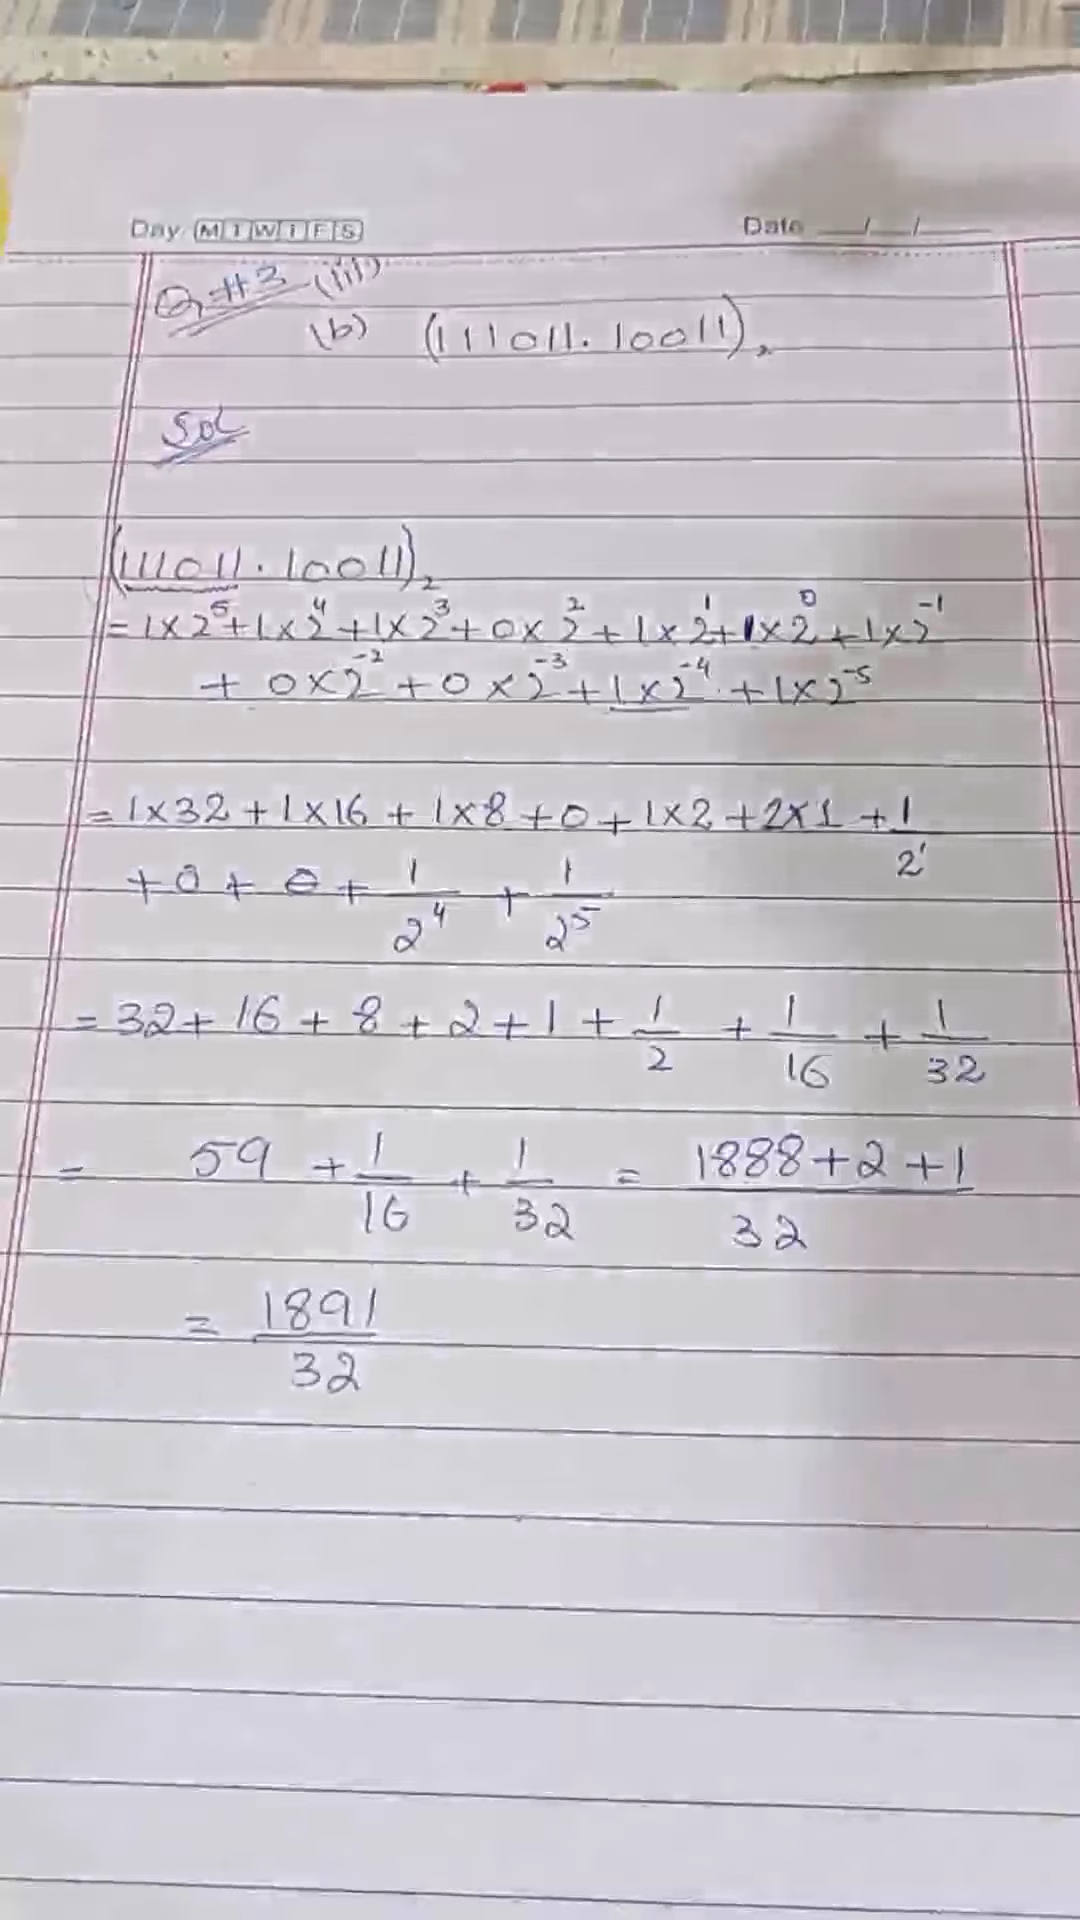 Day M T W T F S Date __/__/__
Q#3 (iii)
(b) (111011.10011)₂
Sol
(111011.10011)₂
= 1×2⁵+1×2⁴+1×2³+0×2²+1×2¹+1×2⁰+1×2⁻¹
+ 0×2⁻²+0×2⁻³+1×2⁻⁴+1×2⁻⁵
= 1×32+1×16+1×8+0+1×2+2×1+1/2¹
+0+0+1/2⁴+1/2⁵
= 32+16+8+2+1+1/2+1/16+1/32
= 59+1/16+1/32 = 1888+2+1/32
= 1891/32